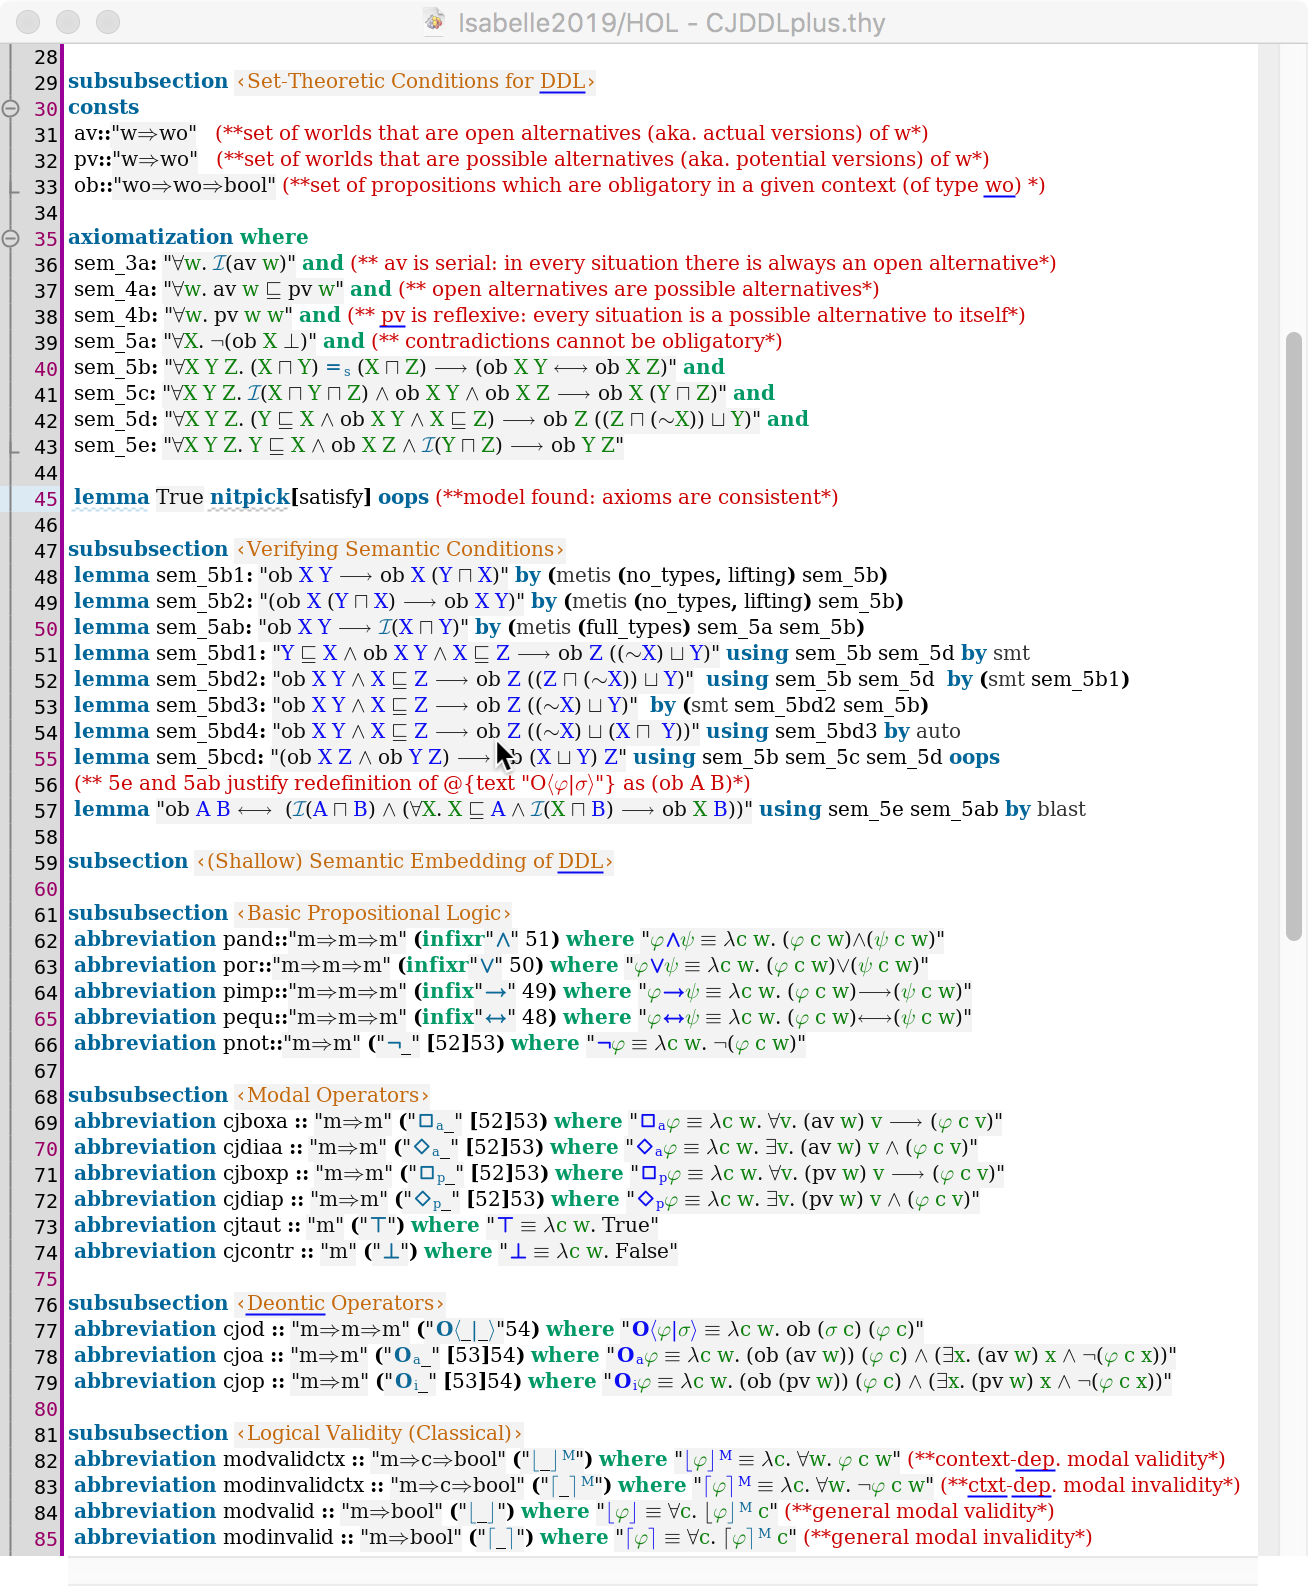 Isabelle2019/HOL - CJDDLplus.thy
28
29 subsubsection ‹Set-Theoretic Conditions for DDL›
30 consts
31 av::"w⇒wo" (**set of worlds that are open alternatives (aka. actual versions) of w*)
32 pv::"w⇒wo" (**set of worlds that are possible alternatives (aka. potential versions) of w*)
33 ob::"wo⇒wo⇒bool" (**set of propositions which are obligatory in a given context (of type wo) *)
34
35 axiomatization where
36 sem_3a: "∀w. ℐ(av w)" and (** av is serial: in every situation there is always an open alternative*)
37 sem_4a: "∀w. av w ⊑ pv w" and (** open alternatives are possible alternatives*)
38 sem_4b: "∀w. pv w w" and (** pv is reflexive: every situation is a possible alternative to itself*)
39 sem_5a: "∀X. ¬(ob X ⊥)" and (** contradictions cannot be obligatory*)
40 sem_5b: "∀X Y Z. (X ⊓ Y) =ₛ (X ⊓ Z) ⟶ (ob X Y ⟷ ob X Z)" and
41 sem_5c: "∀X Y Z. ℐ(X ⊓ Y ⊓ Z) ∧ ob X Y ∧ ob X Z ⟶ ob X (Y ⊓ Z)" and
42 sem_5d: "∀X Y Z. (Y ⊑ X ∧ ob X Y ∧ X ⊑ Z) ⟶ ob Z ((Z ⊓ (∼X)) ⊔ Y)" and
43 sem_5e: "∀X Y Z. Y ⊑ X ∧ ob X Z ∧ ℐ(Y ⊓ Z) ⟶ ob Y Z"
44
45 lemma True nitpick[satisfy] oops (**model found: axioms are consistent*)
46
47 subsubsection ‹Verifying Semantic Conditions›
48 lemma sem_5b1: "ob X Y ⟶ ob X (Y ⊓ X)" by (metis (no_types, lifting) sem_5b)
49 lemma sem_5b2: "(ob X (Y ⊓ X) ⟶ ob X Y)" by (metis (no_types, lifting) sem_5b)
50 lemma sem_5ab: "ob X Y ⟶ ℐ(X ⊓ Y)" by (metis (full_types) sem_5a sem_5b)
51 lemma sem_5bd1: "Y ⊑ X ∧ ob X Y ∧ X ⊑ Z ⟶ ob Z ((∼X) ⊔ Y)" using sem_5b sem_5d by smt
52 lemma sem_5bd2: "ob X Y ∧ X ⊑ Z ⟶ ob Z ((Z ⊓ (∼X)) ⊔ Y)" using sem_5b sem_5d by (smt sem_5b1)
53 lemma sem_5bd3: "ob X Y ∧ X ⊑ Z ⟶ ob Z ((∼X) ⊔ Y)" by (smt sem_5bd2 sem_5b)
54 lemma sem_5bd4: "ob X Y ∧ X ⊑ Z ⟶ ob Z ((∼X) ⊔ (X ⊓ Y))" using sem_5bd3 by auto
55 lemma sem_5bcd: "(ob X Z ∧ ob Y Z) ⟶ ob (X ⊔ Y) Z" using sem_5b sem_5c sem_5d oops
56 (** 5e and 5ab justify redefinition of @{text "O⟨φ|σ⟩"} as (ob A B)*)
57 lemma "ob A B ⟷ (ℐ(A ⊓ B) ∧ (∀X. X ⊑ A ∧ ℐ(X ⊓ B) ⟶ ob X B))" using sem_5e sem_5ab by blast
58
59 subsection ‹(Shallow) Semantic Embedding of DDL›
60
61 subsubsection ‹Basic Propositional Logic›
62 abbreviation pand::"m⇒m⇒m" (infixr"∧" 51) where "φ∧ψ ≡ λc w. (φ c w)∧(ψ c w)"
63 abbreviation por::"m⇒m⇒m" (infixr"∨" 50) where "φ∨ψ ≡ λc w. (φ c w)∨(ψ c w)"
64 abbreviation pimp::"m⇒m⇒m" (infix"→" 49) where "φ→ψ ≡ λc w. (φ c w)⟶(ψ c w)"
65 abbreviation pequ::"m⇒m⇒m" (infix"↔" 48) where "φ↔ψ ≡ λc w. (φ c w)⟷(ψ c w)"
66 abbreviation pnot::"m⇒m" ("¬_" [52]53) where "¬φ ≡ λc w. ¬(φ c w)"
67
68 subsubsection ‹Modal Operators›
69 abbreviation cjboxa :: "m⇒m" ("□ₐ_" [52]53) where "□ₐφ ≡ λc w. ∀v. (av w) v ⟶ (φ c v)"
70 abbreviation cjdiaa :: "m⇒m" ("◇ₐ_" [52]53) where "◇ₐφ ≡ λc w. ∃v. (av w) v ∧ (φ c v)"
71 abbreviation cjboxp :: "m⇒m" ("□ₚ_" [52]53) where "□ₚφ ≡ λc w. ∀v. (pv w) v ⟶ (φ c v)"
72 abbreviation cjdiap :: "m⇒m" ("◇ₚ_" [52]53) where "◇ₚφ ≡ λc w. ∃v. (pv w) v ∧ (φ c v)"
73 abbreviation cjtaut :: "m" ("⊤") where "⊤ ≡ λc w. True"
74 abbreviation cjcontr :: "m" ("⊥") where "⊥ ≡ λc w. False"
75
76 subsubsection ‹Deontic Operators›
77 abbreviation cjod :: "m⇒m⇒m" ("O⟨_|_⟩"54) where "O⟨φ|σ⟩ ≡ λc w. ob (σ c) (φ c)"
78 abbreviation cjoa :: "m⇒m" ("Oₐ_" [53]54) where "Oₐφ ≡ λc w. (ob (av w)) (φ c) ∧ (∃x. (av w) x ∧ ¬(φ c x))"
79 abbreviation cjop :: "m⇒m" ("Oᵢ_" [53]54) where "Oᵢφ ≡ λc w. (ob (pv w)) (φ c) ∧ (∃x. (pv w) x ∧ ¬(φ c x))"
80
81 subsubsection ‹Logical Validity (Classical)›
82 abbreviation modvalidctx :: "m⇒c⇒bool" ("⌊_⌋ᴹ") where "⌊φ⌋ᴹ ≡ λc. ∀w. φ c w" (**context-dep. modal validity*)
83 abbreviation modinvalidctx :: "m⇒c⇒bool" ("⌈_⌉ᴹ") where "⌈φ⌉ᴹ ≡ λc. ∀w. ¬φ c w" (**ctxt-dep. modal invalidity*)
84 abbreviation modvalid :: "m⇒bool" ("⌊_⌋") where "⌊φ⌋ ≡ ∀c. ⌊φ⌋ᴹ c" (**general modal validity*)
85 abbreviation modinvalid :: "m⇒bool" ("⌈_⌉") where "⌈φ⌉ ≡ ∀c. ⌈φ⌉ᴹ c" (**general modal invalidity*)